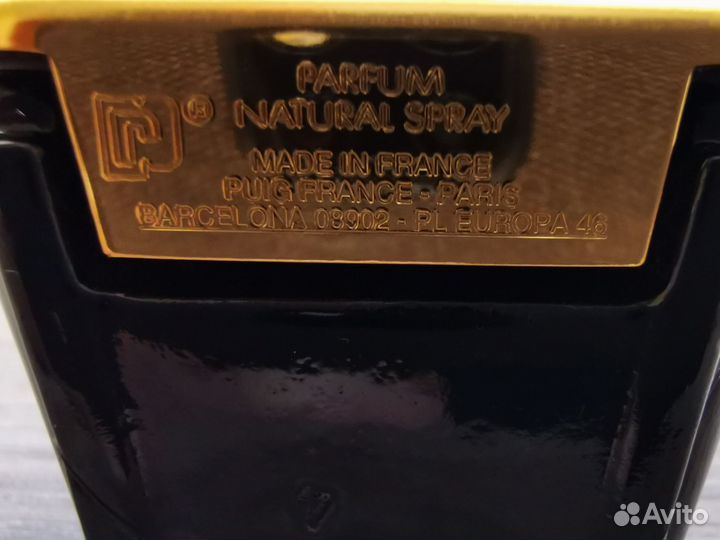 PARFUM
NATURAL SPRAY
MADE IN FRANCE
PUIG FRANCE - PARIS
BARCELONA 08902 - PL EUROPA 46
Avito